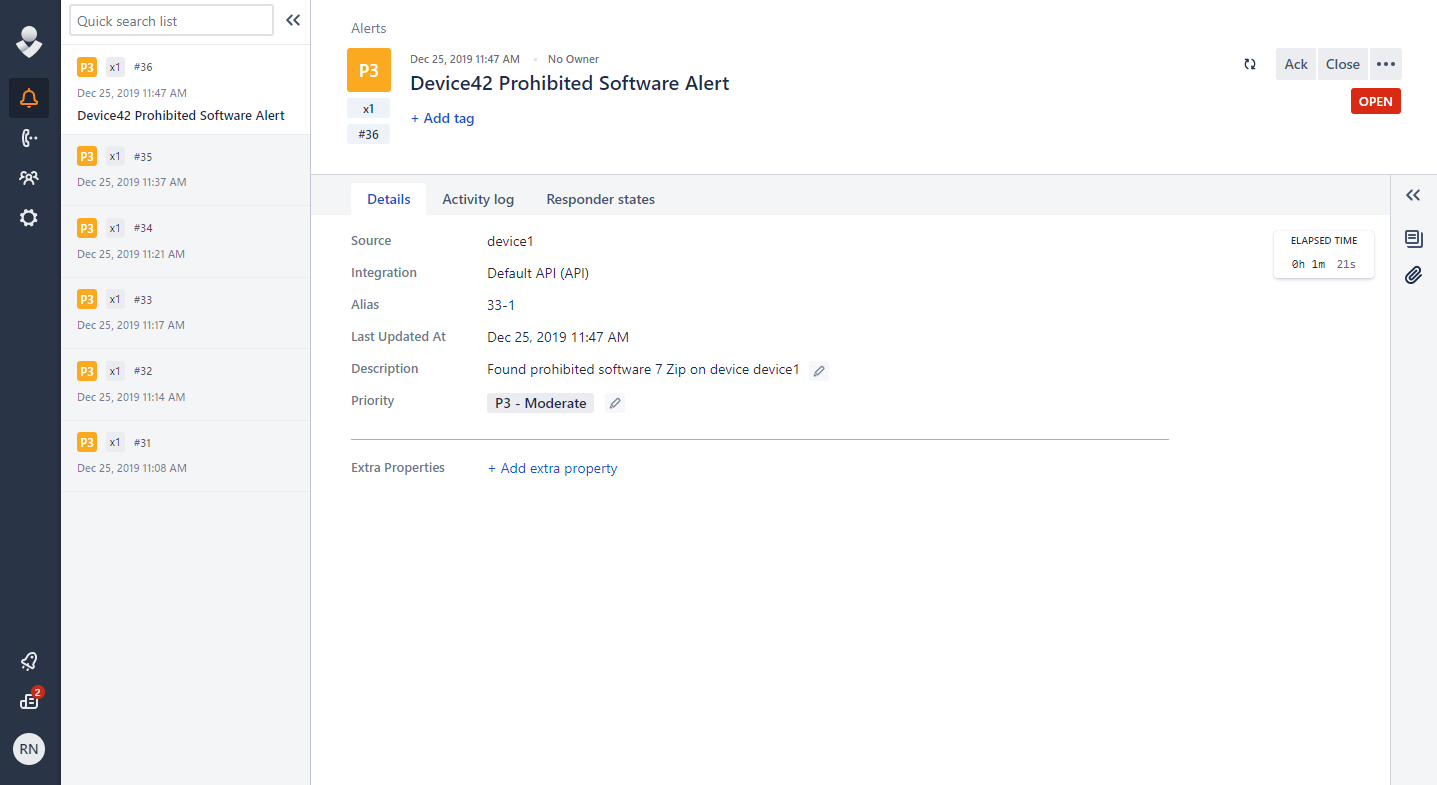 Quick search list
P3 x1 #36
Dec 25, 2019 11:47 AM
Device42 Prohibited Software Alert
P3 x1 #35
Dec 25, 2019 11:37 AM
P3 x1 #34
Dec 25, 2019 11:21 AM
P3 x1 #33
Dec 25, 2019 11:17 AM
P3 x1 #32
Dec 25, 2019 11:14 AM
P3 x1 #31
Dec 25, 2019 11:08 AM
2
RN
Alerts
P3
x1
#36
Dec 25, 2019 11:47 AM No Owner
Device42 Prohibited Software Alert
+ Add tag
Ack Close
OPEN
Details Activity log Responder states
Source device1
Integration Default API (API)
Alias 33-1
Last Updated At Dec 25, 2019 11:47 AM
Description Found prohibited software 7 Zip on device device1
Priority P3 - Moderate
Extra Properties + Add extra property
ELAPSED TIME
0h 1m 21s